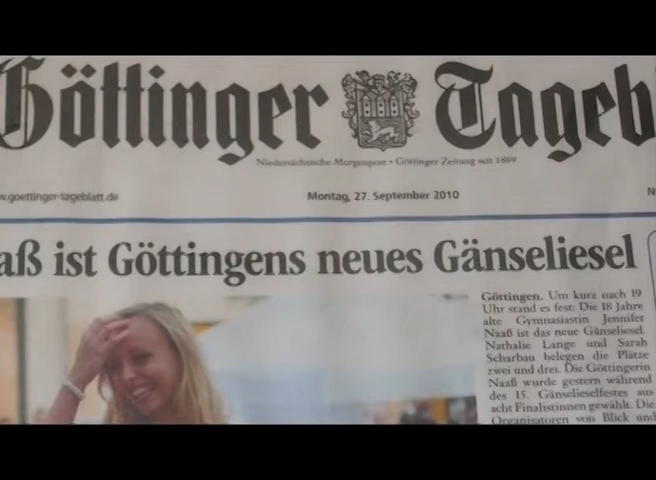 Göttinger Tageb
Niedersächsische Morgenpost • Göttinger Zeitung seit 1889
w.goettinger-tageblatt.de
Montag, 27. September 2010
aß ist Göttingens neues Gänseliesel
Göttingen. Um kurz nach 19
Uhr stand es fest: Die 18 Jahre
alte Gymnasiastin Jennifer
Naaß ist das neue Gänseliesel.
Nathalie Lange und Sarah
Scharbau belegen die Plätze
zwei und drei. Die Göttingerin
Naaß wurde gestern während
des 15. Gänselieselfestes aus
acht Finalistinnen gewählt. Die
Organisatoren von Blick und